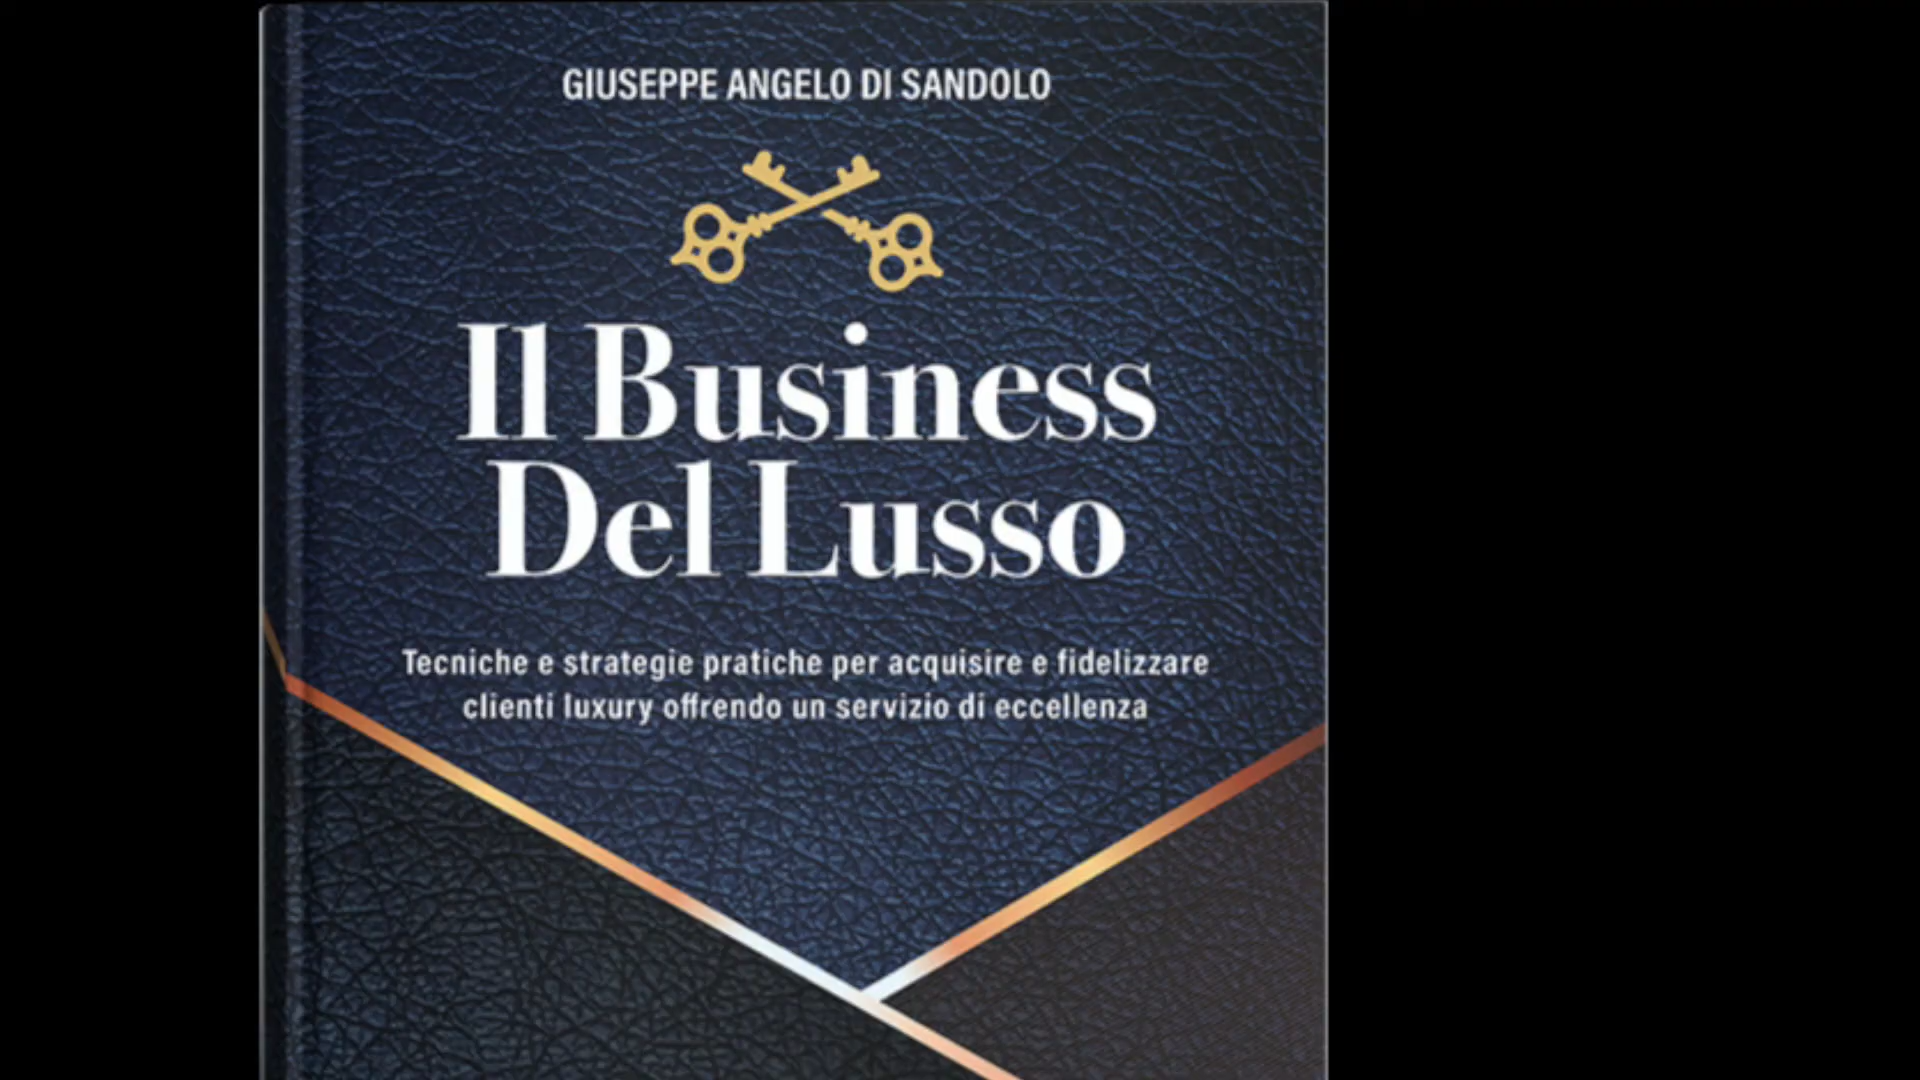 GIUSEPPE ANGELO DI SANDOLO
Il Business
Del Lusso
Tecniche e strategie pratiche per acquisire e fidelizzare
clienti luxury offrendo un servizio di eccellenza